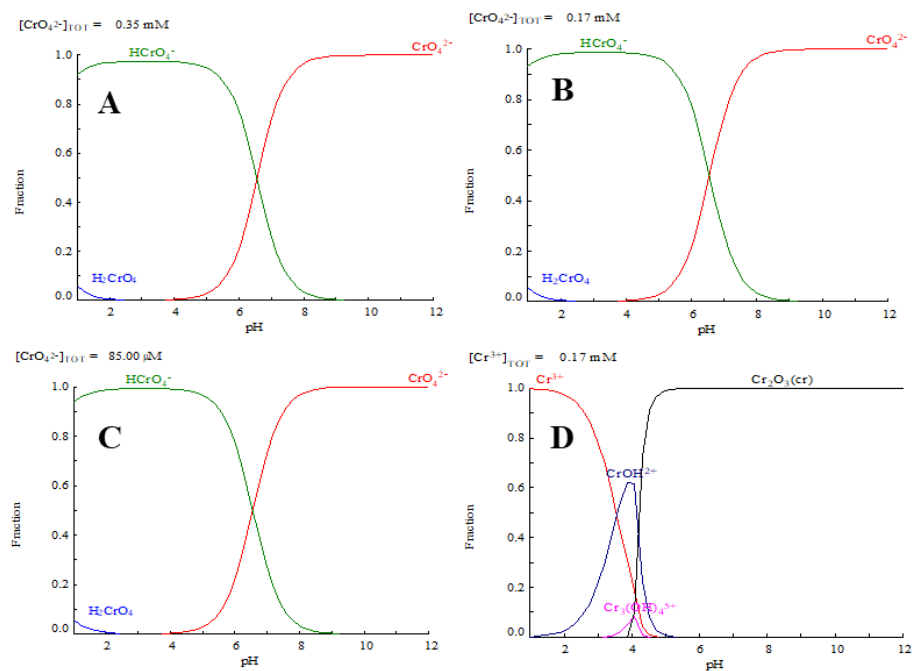 [CrO₄²⁻]TOT = 0.35 mM
HCrO₄⁻
CrO₄²⁻
A
H₂CrO₄
Fraction
1.0
0.8
0.6
0.4
0.2
0.0
2 4 6 8 10 12
pH
[CrO₄²⁻]TOT = 0.17 mM
HCrO₄⁻
CrO₄²⁻
B
H₂CrO₄
Fraction
1.0
0.8
0.6
0.4
0.2
0.0
2 4 6 8 10 12
pH
[CrO₄²⁻]TOT = 85.00 µM
HCrO₄⁻
CrO₄²⁻
C
H₂CrO₄
Fraction
1.0
0.8
0.6
0.4
0.2
0.0
2 4 6 8 10 12
pH
[Cr³⁺]TOT = 0.17 mM
Cr³⁺
Cr₂O₃(cr)
D
CrOH²⁺
Cr₃(OH)₄⁵⁺
Fraction
1.0
0.8
0.6
0.4
0.2
0.0
2 4 6 8 10 12
pH